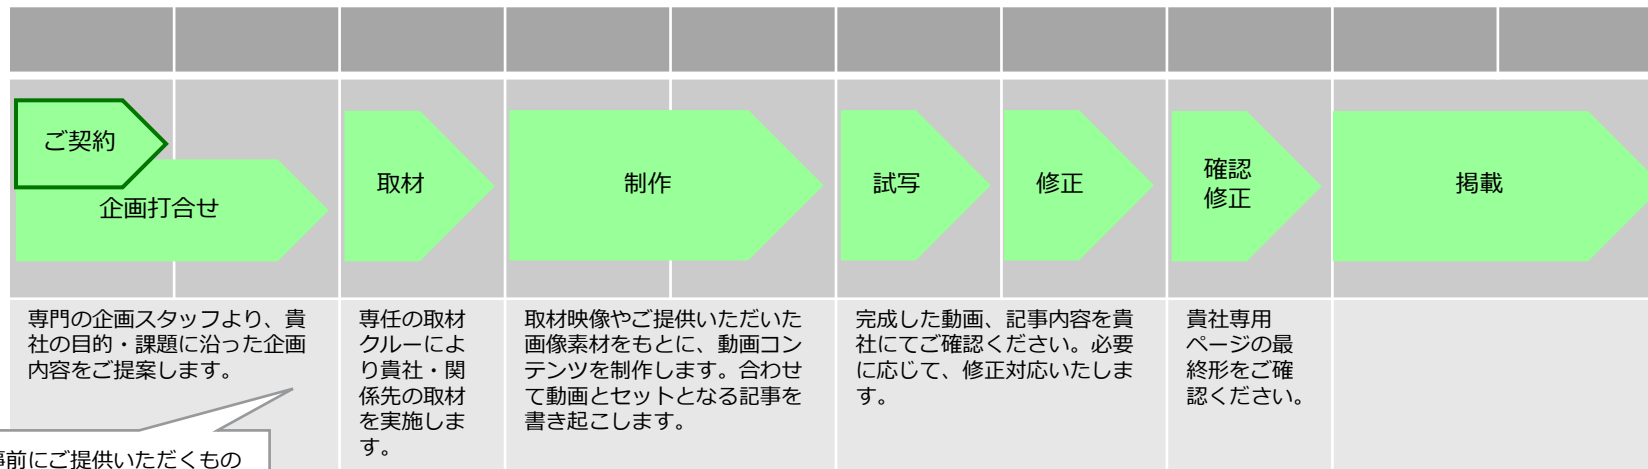 ご契約
企画打合せ
取材
制作
試写
修正
確認
修正
掲載
専門の企画スタッフより、貴
社の目的・課題に沿った企画
内容をご提案します。
専任の取材
クルーによ
り貴社・関
係先の取材
を実施しま
す。
取材映像やご提供いただいた
画像素材をもとに、動画コン
テンツを制作します。合わせ
て動画とセットとなる記事を
書き起こします。
完成した動画、記事内容を貴
社にてご確認ください。必要
に応じて、修正対応いたしま
す。
貴社専用
ページの最
終形をご確
認ください。
前にご提供いただくもの